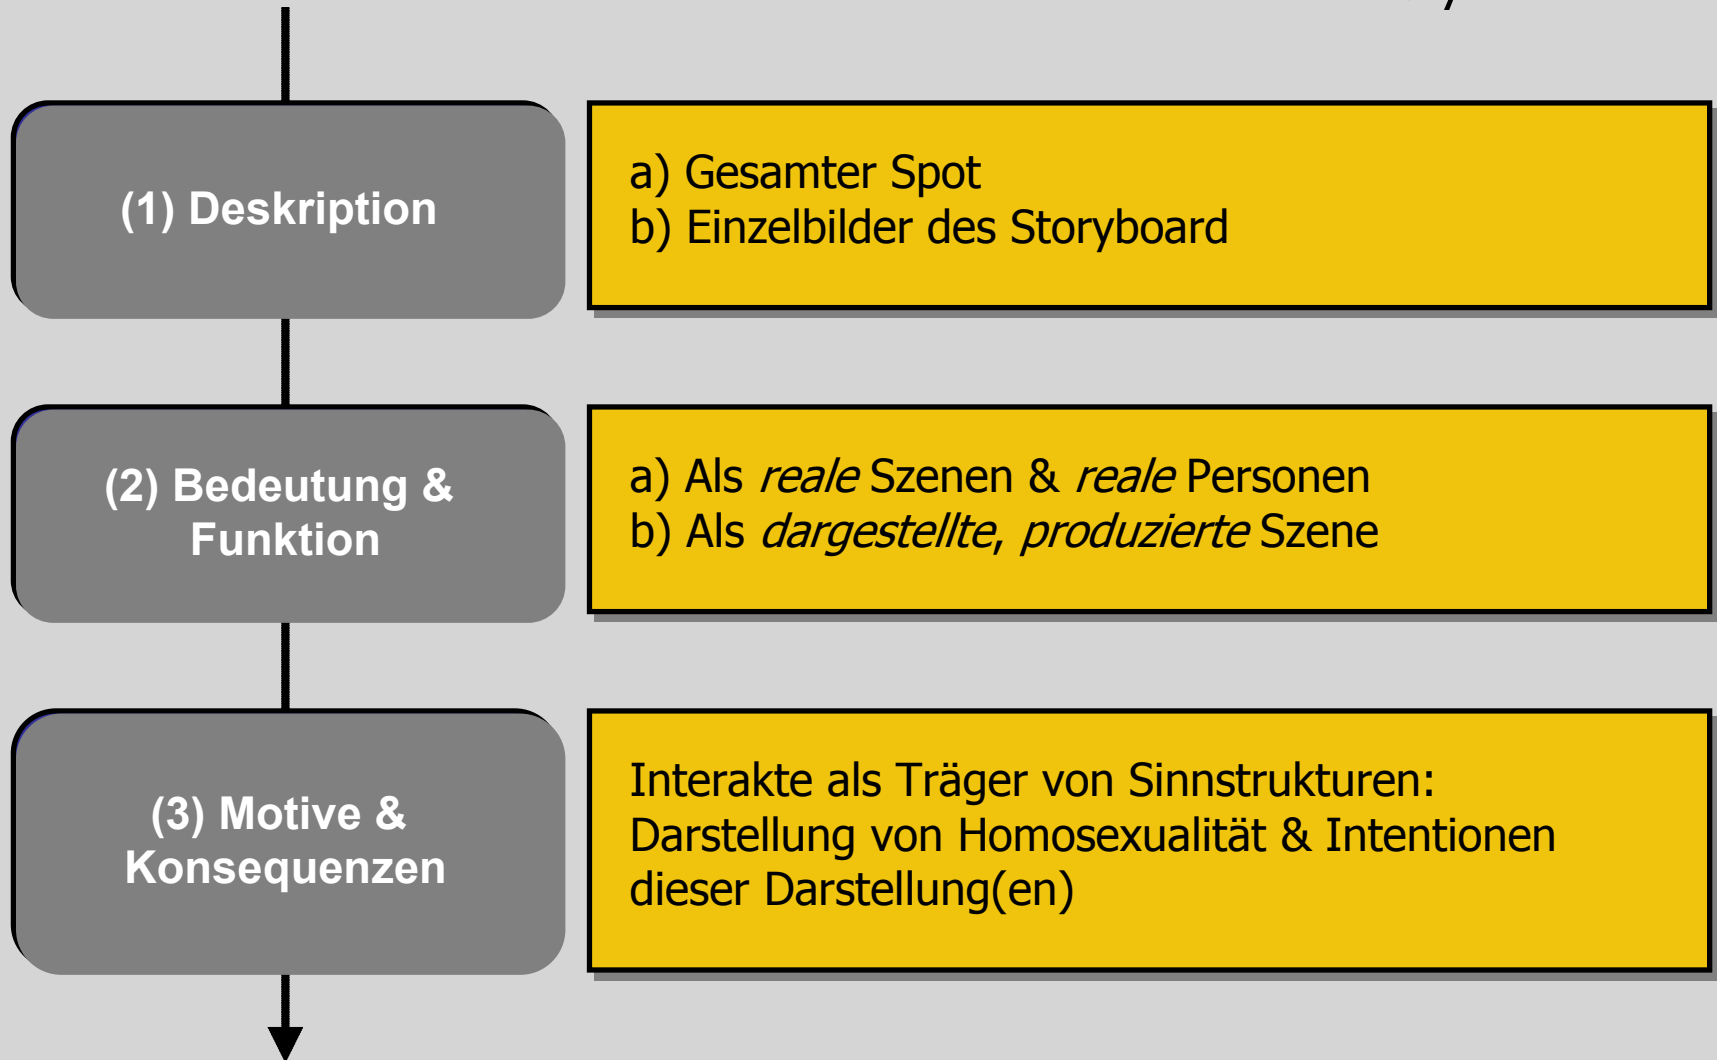 (1) Deskription
a) Gesamter Spot
b) Einzelbilder des Storyboard
(2) Bedeutung &
Funktion
a) Als reale Szenen & reale Personen
b) Als dargestellte, produzierte Szene
(3) Motive &
Konsequenzen
Interakte als Träger von Sinnstrukturen:
Darstellung von Homosexualität & Intentionen
dieser Darstellung(en)